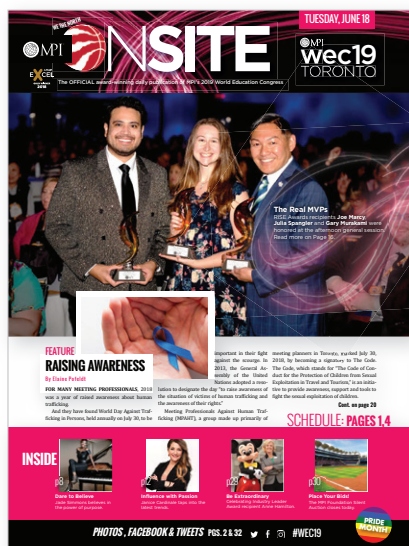 TUESDAY, JUNE 18
WE THE NORTH
MPI
ONSITE
MPI
wec19
TORONTO
EXCEL
2018
The OFFICIAL award-winning daily publication of MPI's 2019 World Education Congress
The Real MVPs
RISE Awards recipients Joe Marcy,
Julia Spangler and Gary Murakami were
honored at the afternoon general session.
Read more on Page 16.
FEATURE
RAISING AWARENESS
By Elaine Pofeldt
FOR MANY MEETING PROFESSIONALS, 2018
was a year of raised awareness about human
trafficking.
And they have found World Day Against Traf-
ficking in Persons, held annually on July 30, to be
important in their fight
against the scourge. In
2013, the General As-
sembly of the United
Nations adopted a reso-
lution to designate the day "to raise awareness of
the situation of victims of human trafficking and
the awareness of their rights."
Meeting Professionals Against Human Traf-
ficking (MPAHT), a group made up primarily of
meeting planners in Toronto, marked July 30,
2018, by becoming a signatory to The Code.
The Code, which stands for "The Code of Con-
duct for the Protection of Children from Sexual
Exploitation in Travel and Tourism," is an initia-
tive to provide awareness, support and tools to
fight the sexual exploitation of children.
Cont. on page 20
SCHEDULE: PAGES 1,4
INSIDE
p8
Dare to Believe
Jade Simmons believes in
the power of purpose.
p12
Influence with Passion
Janice Cardinale taps into the
latest trends.
p29
Be Extraordinary
Celebrating Industry Leader
Award recipient Anne Hamilton.
p30
Place Your Bids!
The MPI Foundation Silent
Auction closes today.
PRIDE
MONTH!
PHOTOS, FACEBOOK & TWEETS PGS. 2 & 32
#WEC19